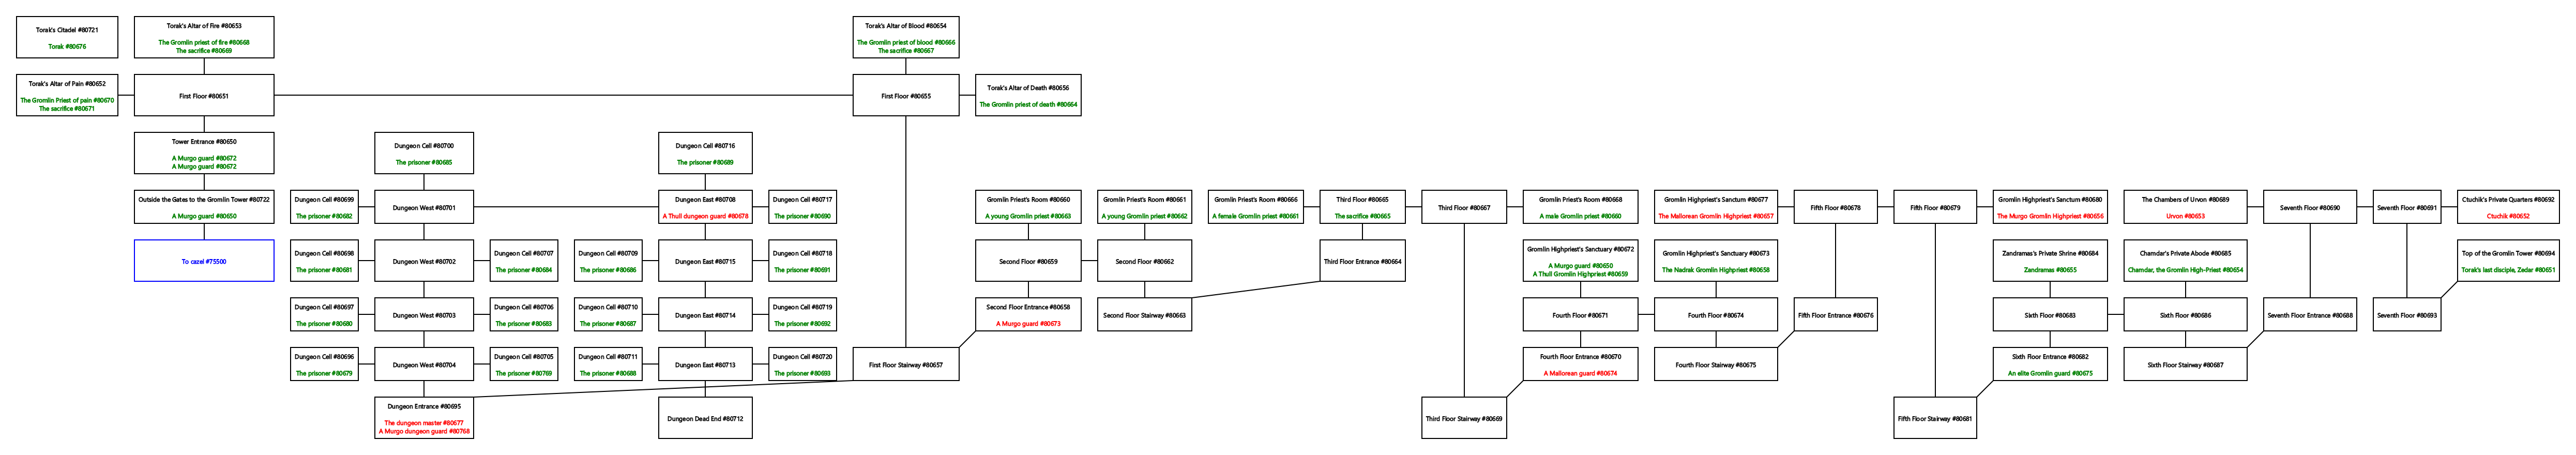 Torak's Citadel #80721
Torak #80676
Torak's Altar of Fire #80653
The Gromlin priest of fire #80668
The sacrifice #80669
Torak's Altar of Blood #80654
The Gromlin priest of blood #80666
The sacrifice #80667
Torak's Altar of Pain #80652
The Gromlin Priest of pain #80670
The sacrifice #80671
First Floor #80651
First Floor #80655
Torak's Altar of Death #80656
The Gromlin priest of death #80664
Tower Entrance #80650
A Murgo guard #80672
A Murgo guard #80672
Dungeon Cell #80700
The prisoner #80685
Dungeon Cell #80716
The prisoner #80689
Outside the Gates to the Gromlin Tower #80722
A Murgo guard #80650
Dungeon Cell #80699
The prisoner #80682
Dungeon West #80701
Dungeon East #80708
A Thull dungeon guard #80678
Dungeon Cell #80717
The prisoner #80690
Gromlin Priest's Room #80660
A young Gromlin priest #80663
Gromlin Priest's Room #80661
A young Gromlin priest #80662
Gromlin Priest's Room #80666
A female Gromlin priest #80661
Third Floor #80665
The sacrifice #80665
Third Floor #80667
Gromlin Priest's Room #80668
A male Gromlin priest #80660
Gromlin Highpriest's Sanctum #80677
The Mallorean Gromlin Highpriest #80657
Fifth Floor #80678
Fifth Floor #80679
Gromlin Highpriest's Sanctum #80680
The Murgo Gromlin Highpriest #80656
The Chambers of Urvon #80689
Urvon #80653
Seventh Floor #80690
Seventh Floor #80691
Ctuchik's Private Quarters #80692
Ctuchik #80652
To cazel #75500
Dungeon Cell #80698
The prisoner #80681
Dungeon West #80702
Dungeon Cell #80707
The prisoner #80684
Dungeon Cell #80709
The prisoner #80686
Dungeon East #80715
Dungeon Cell #80718
The prisoner #80691
Second Floor #80659
Second Floor #80662
Third Floor Entrance #80664
Gromlin Highpriest's Sanctuary #80672
A Murgo guard #80650
A Thull Gromlin Highpriest #80659
Gromlin Highpriest's Sanctuary #80673
The Nadrak Gromlin Highpriest #80658
Zandramas's Private Shrine #80684
Zandramas #80655
Chamdar's Private Abode #80685
Chamdar, the Gromlin High-Priest #80654
Top of the Gromlin Tower #80694
Torak's last disciple, Zedar #80651
Dungeon Cell #80697
The prisoner #80680
Dungeon West #80703
Dungeon Cell #80706
The prisoner #80683
Dungeon Cell #80710
The prisoner #80687
Dungeon East #80714
Dungeon Cell #80719
The prisoner #80692
Second Floor Entrance #80658
A Murgo guard #80673
Second Floor Stairway #80663
Fourth Floor #80671
Fourth Floor #80674
Fifth Floor Entrance #80676
Sixth Floor #80683
Sixth Floor #80686
Seventh Floor Entrance #80688
Seventh Floor #80693
Dungeon Cell #80696
The prisoner #80679
Dungeon West #80704
Dungeon Cell #80705
The prisoner #80769
Dungeon Cell #80711
The prisoner #80688
Dungeon East #80713
Dungeon Cell #80720
The prisoner #80693
First Floor Stairway #80657
Fourth Floor Entrance #80670
A Mallorean guard #80674
Fourth Floor Stairway #80675
Sixth Floor Entrance #80682
An elite Gromlin guard #80675
Sixth Floor Stairway #80687
Dungeon Entrance #80695
The dungeon master #80677
A Murgo dungeon guard #80768
Dungeon Dead End #80712
Third Floor Stairway #80669
Fifth Floor Stairway #80681